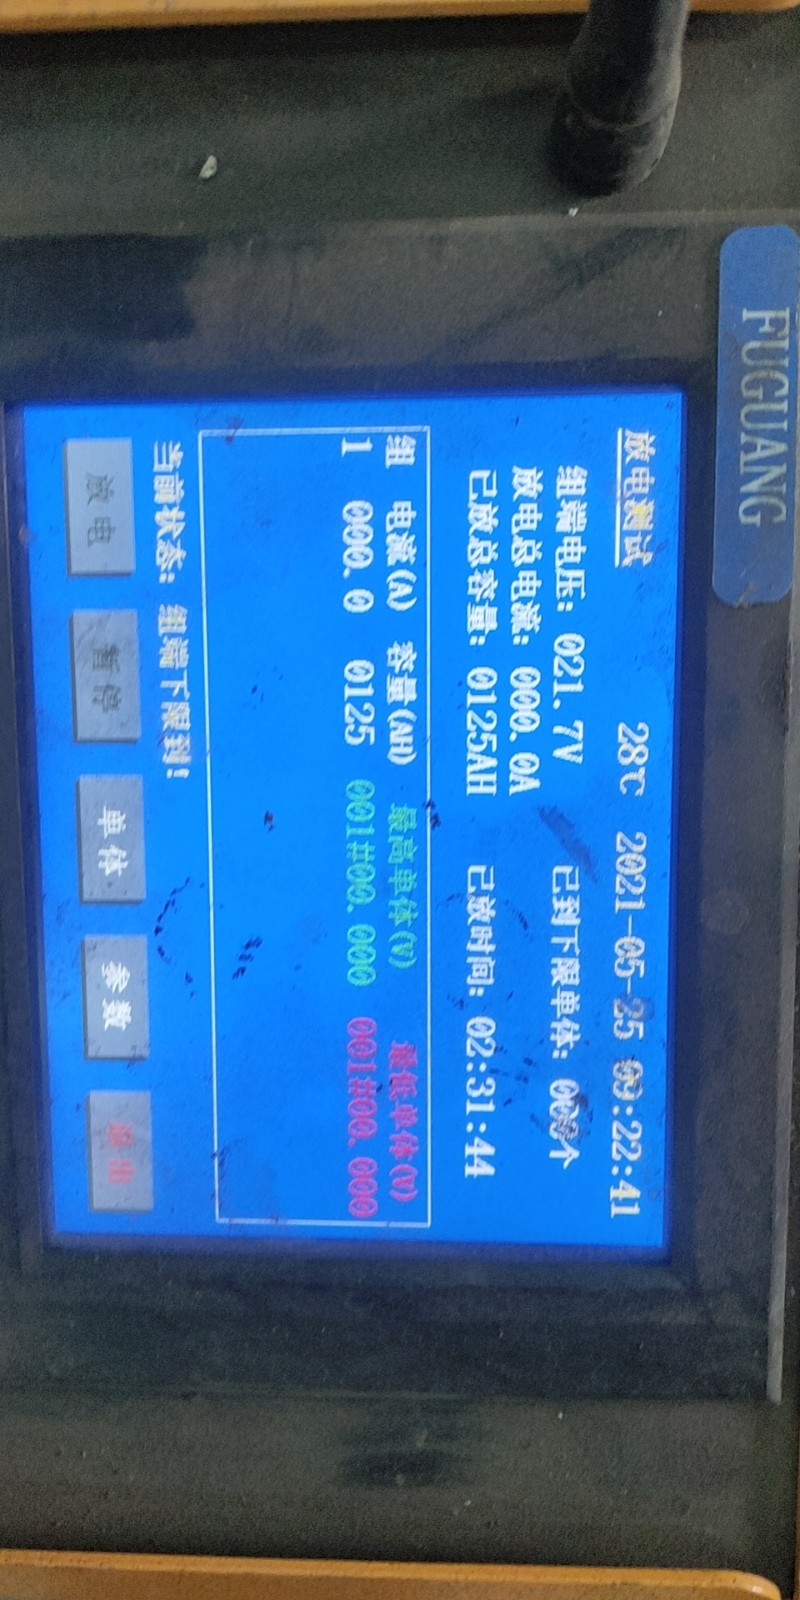 FUGUANG
放电测试 28℃ 2021-05-25 09:22:41
组端电压: 021.7V 已到下限单体: 000个
放电总电流: 000.0A
已放总容量: 0125AH 已放时间: 02:31:44
组 电流(A) 容量(AH) 最高单体(V) 最低单体(V)
1 000.0 0125 001#00.000 001#00.000
当前状态: 组端下限到!
放电 暂停 单体 参数 退出